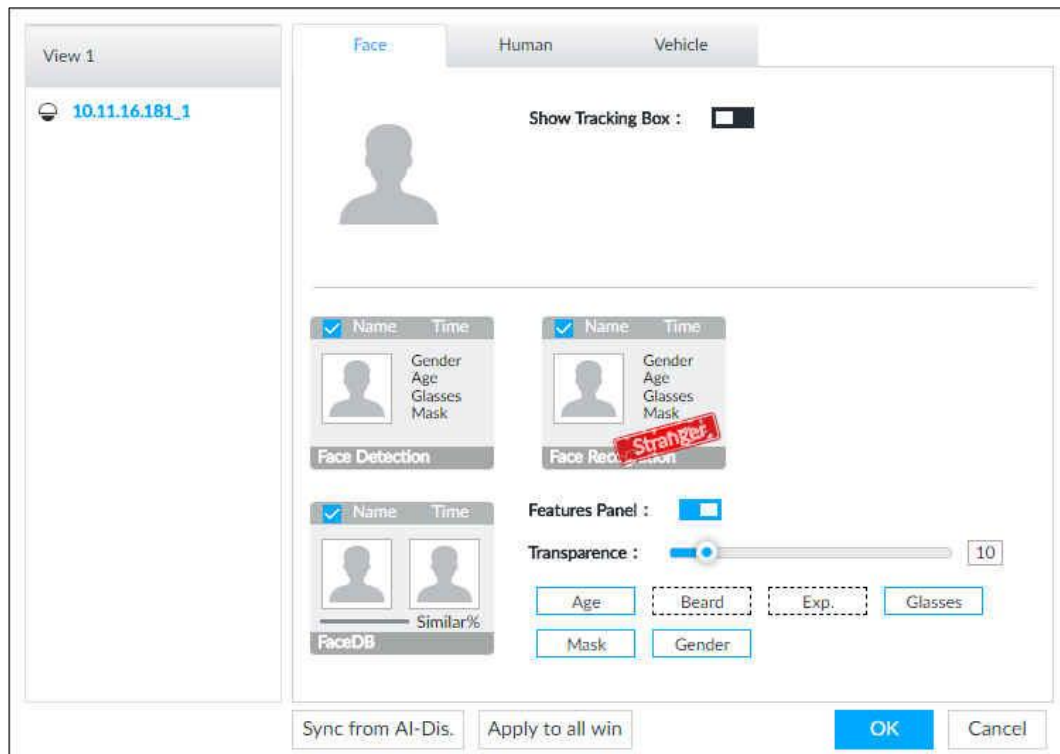 View 1
Face Human Vehicle
10.11.16.181_1
Show Tracking Box :
Name Time
Gender
Age
Glasses
Mask
Face Detection
Name Time
Gender
Age
Glasses
Mask
Stranger
Face Recognition
Name Time
Similar%
FaceDB
Features Panel :
Transparence : 10
Age Beard Exp. Glasses
Mask Gender
Sync from AI-Dis. Apply to all win OK Cancel